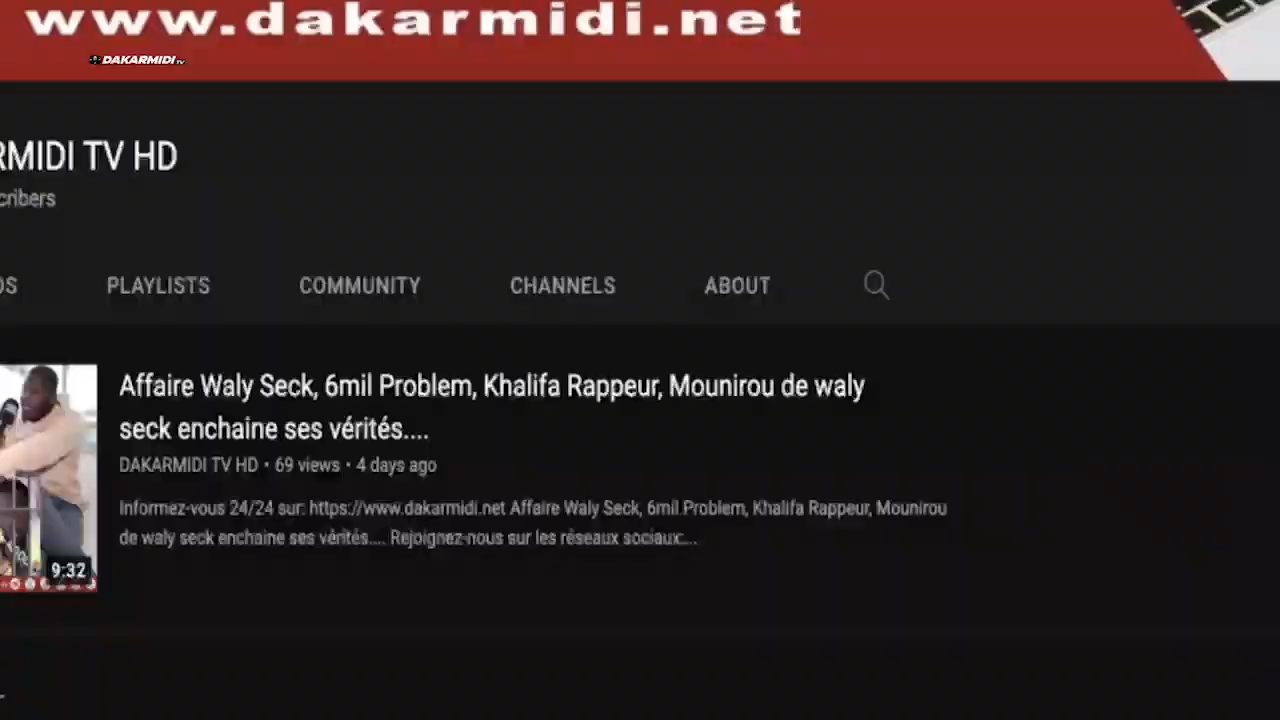 www.dakarmidi.net
DAKARMIDI TV
RMIDI TV HD
cribers
OS
PLAYLISTS
COMMUNITY
CHANNELS
ABOUT
Affaire Waly Seck, 6mil Problem, Khalifa Rappeur, Mounirou de waly
seck enchaine ses vérités....
DAKARMIDI TV HD • 69 views • 4 days ago
Informez-vous 24/24 sur: https://www.dakarmidi.net Affaire Waly Seck, 6mil Problem, Khalifa Rappeur, Mounirou
de waly seck enchaine ses vérités.... Rejoignez-nous sur les réseaux sociaux:...
9:32